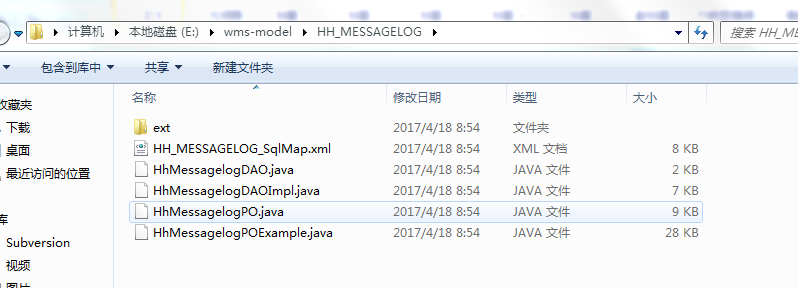 计算机 ▸ 本地磁盘 (E:) ▸ wms-model ▸ HH_MESSAGELOG ▸
搜索 HH_ME
包含到库中 共享 新建文件夹
名称 修改日期 类型 大小
收藏夹
下载
桌面
最近访问的位置
库
Subversion
视频
图片
ext 2017/4/18 8:54 文件夹
HH_MESSAGELOG_SqlMap.xml 2017/4/18 8:54 XML 文档 8 KB
HhMessagelogDAO.java 2017/4/18 8:54 JAVA 文件 2 KB
HhMessagelogDAOImpl.java 2017/4/18 8:54 JAVA 文件 7 KB
HhMessagelogPO.java 2017/4/18 8:54 JAVA 文件 9 KB
HhMessagelogPOExample.java 2017/4/18 8:54 JAVA 文件 28 KB